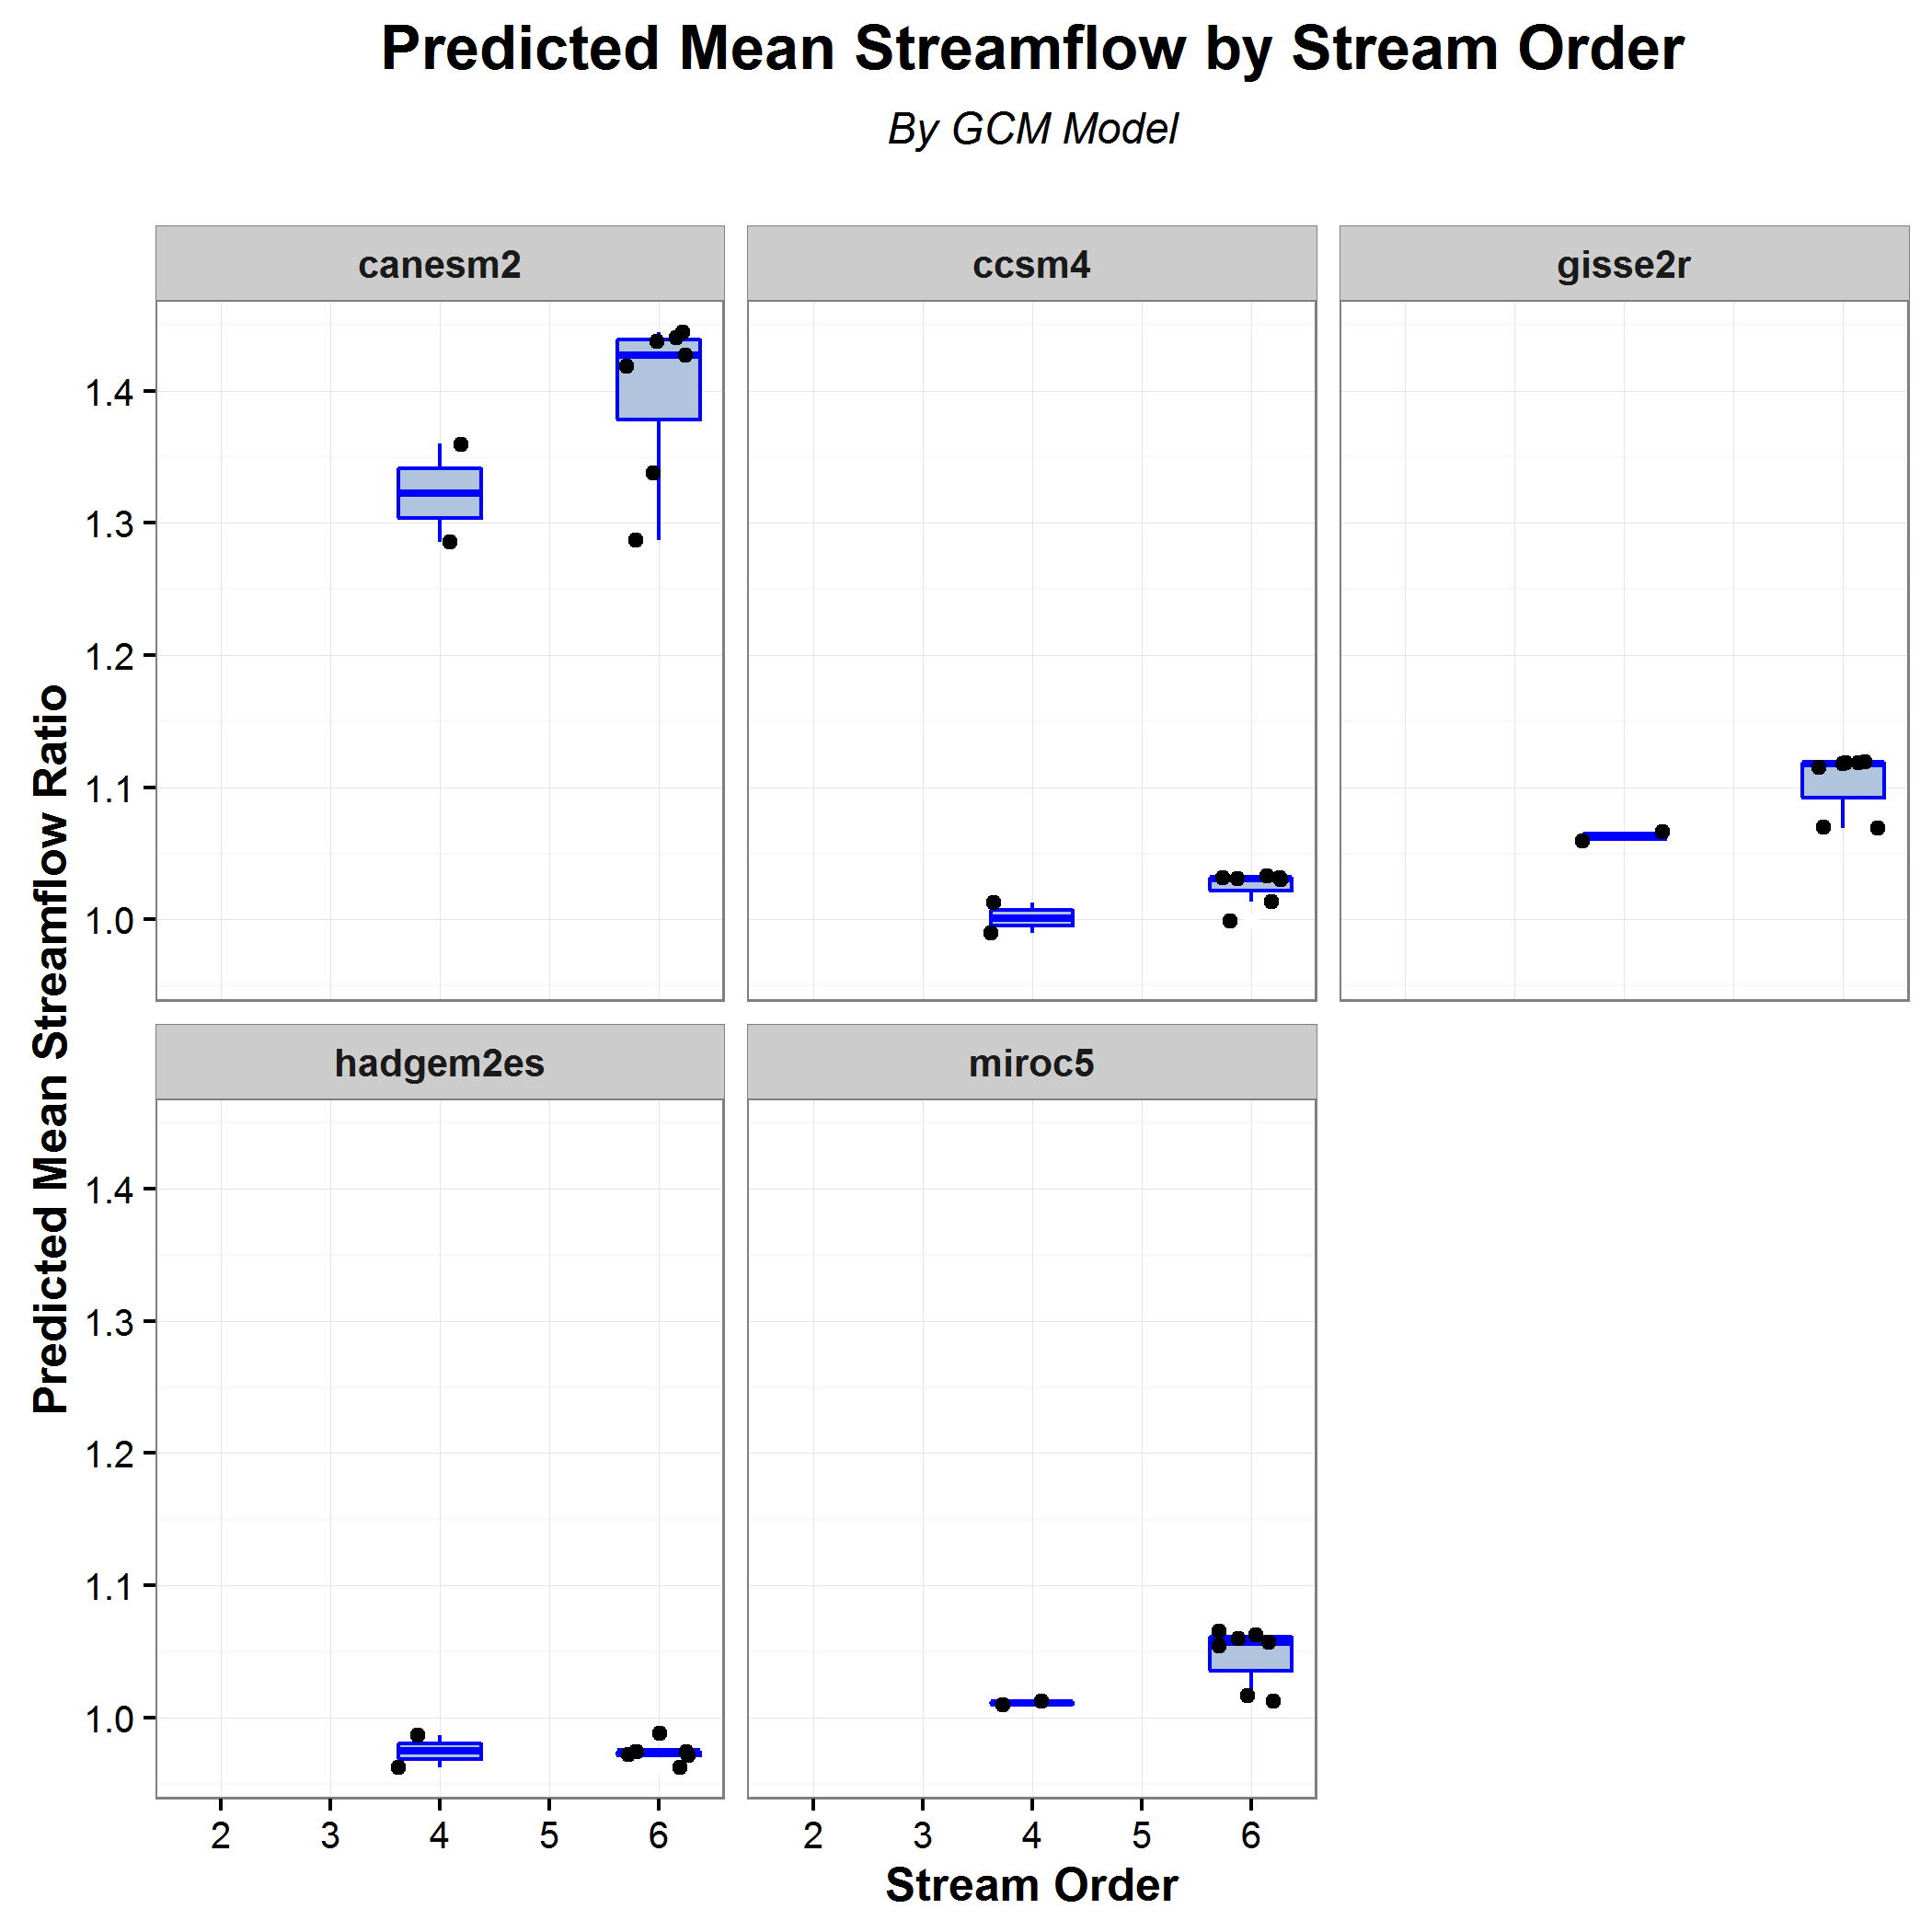 Predicted Mean Streamflow by Stream Order
By GCM Model
canesm2
ccsm4
gisse2r
1.4
1.3
1.2
1.1
1.0
Predicted Mean Streamflow Ratio
hadgem2es
miroc5
1.4
1.3
1.2
1.1
1.0
2 3 4 5 6
2 3 4 5 6
Stream Order